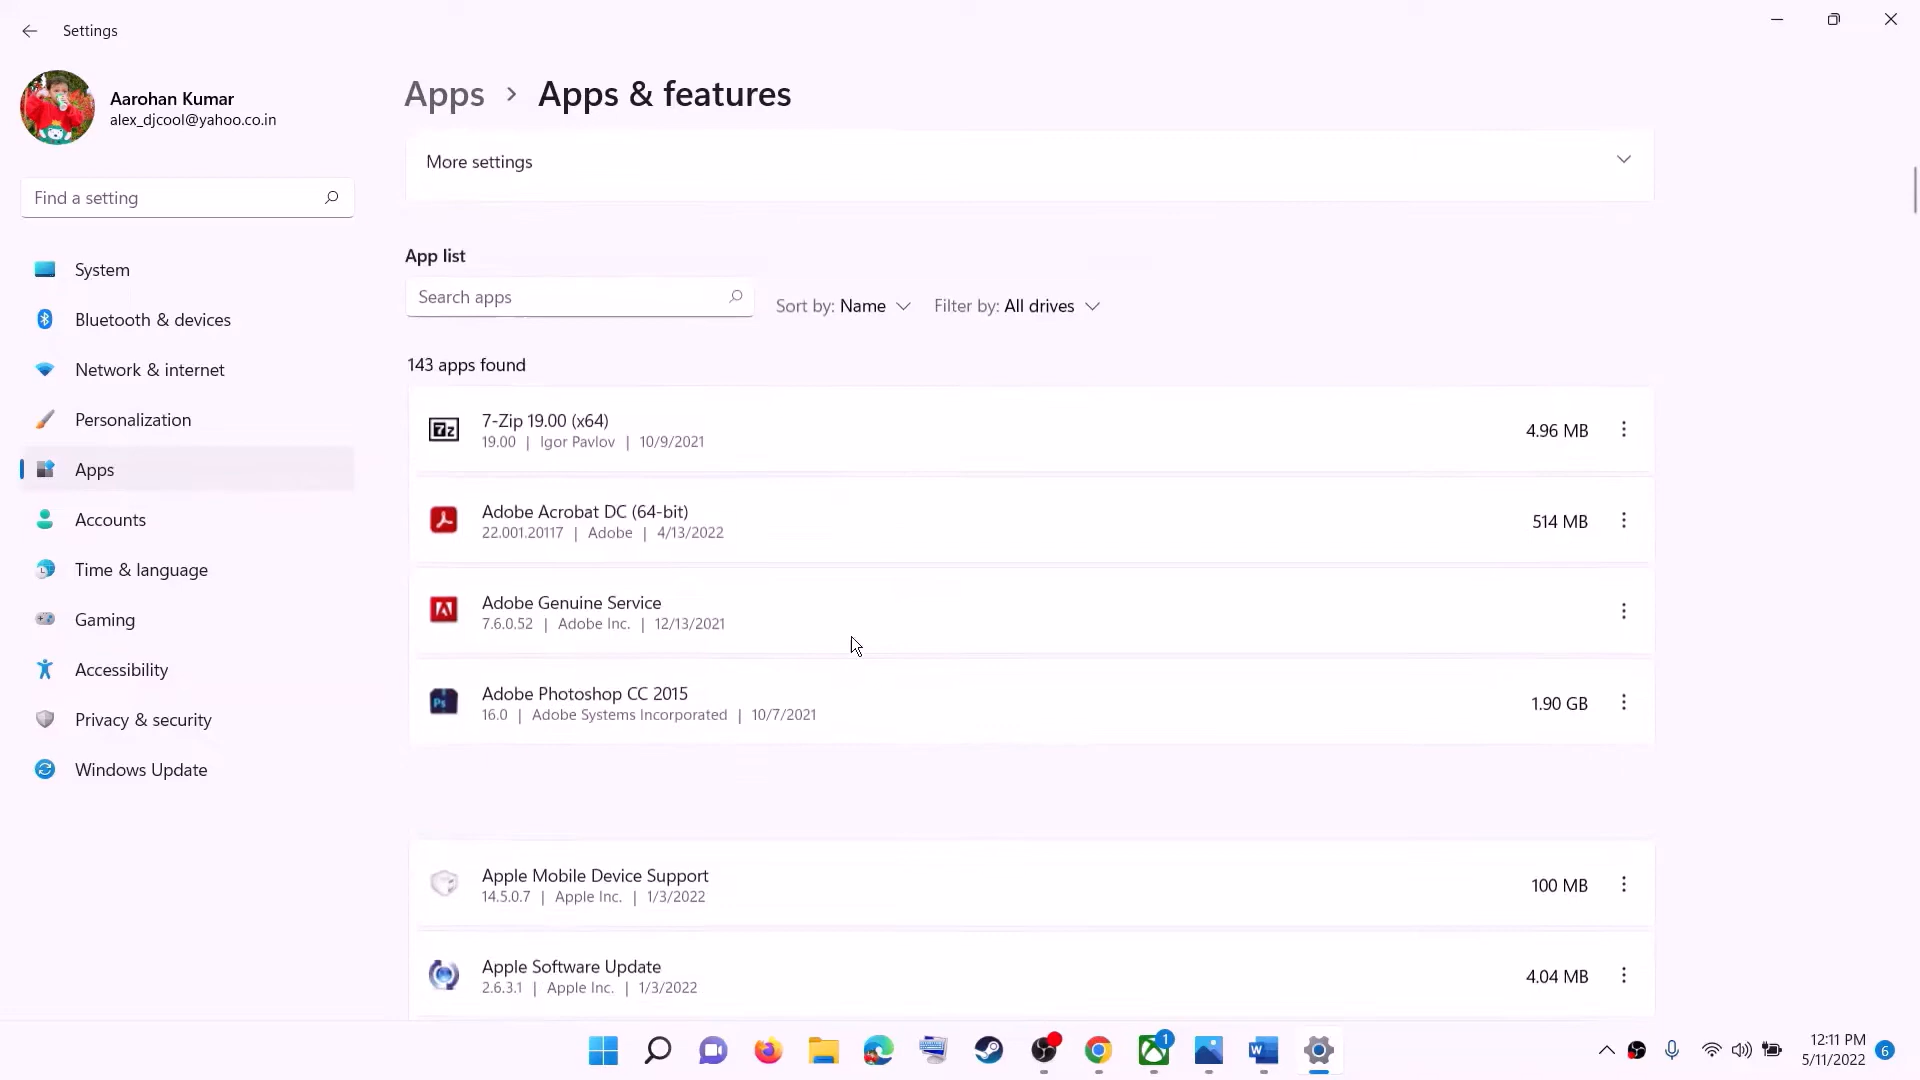 Settings
Aarohan Kumar
alex_djcool@yahoo.co.in
Find a setting
System
Bluetooth & devices
Network & internet
Personalization
Apps
Accounts
Time & language
Gaming
Accessibility
Privacy & security
Windows Update
Apps > Apps & features
More settings
App list
Search apps
Sort by: Name
Filter by: All drives
143 apps found
7-Zip 19.00 (x64)
19.00 | Igor Pavlov | 10/9/2021
4.96 MB
Adobe Acrobat DC (64-bit)
22.001.20117 | Adobe | 4/13/2022
514 MB
Adobe Genuine Service
7.6.0.52 | Adobe Inc. | 12/13/2021
Adobe Photoshop CC 2015
16.0 | Adobe Systems Incorporated | 10/7/2021
1.90 GB
Apple Mobile Device Support
14.5.0.7 | Apple Inc. | 1/3/2022
100 MB
Apple Software Update
2.6.3.1 | Apple Inc. | 1/3/2022
4.04 MB
1
12:11 PM
5/11/2022
6